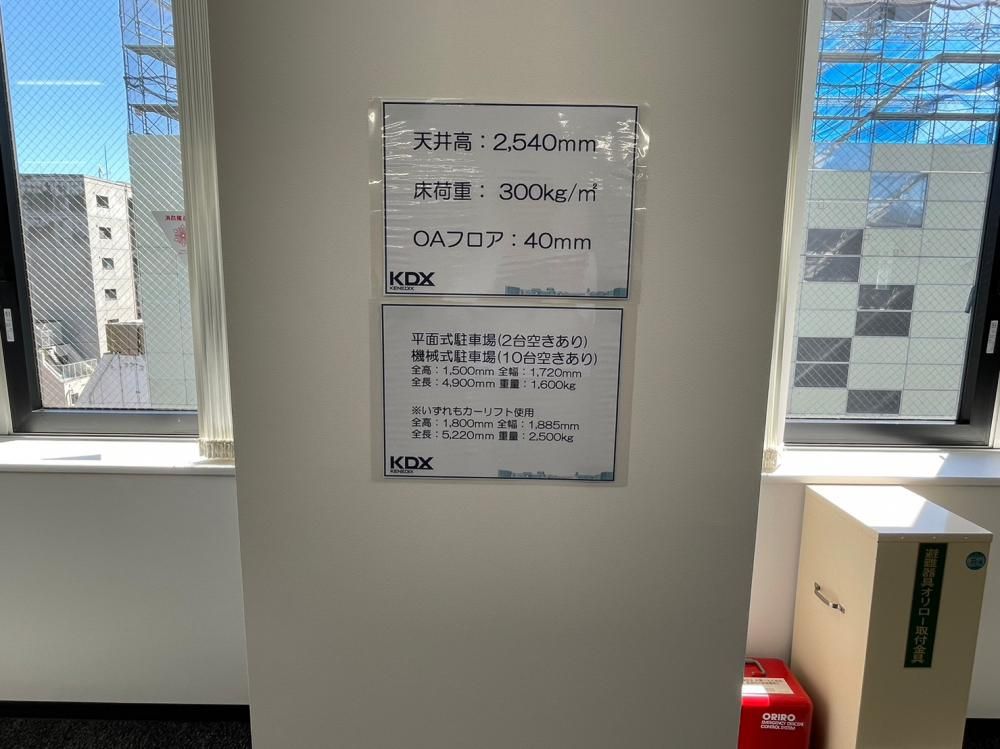 天井高：2,540mm
床荷重： 300kg/㎡
OAフロア：40mm
KDX
KENEDIX
平面式駐車場(2台空きあり)
機械式駐車場(10台空きあり)
全高：1,500mm 全幅：1,720mm
全長：4,900mm 重量：1,600kg
※いずれもカーリフト使用
全高：1,800mm 全幅：1,885mm
全長：5,220mm 重量：2,500kg
KDX
KENEDIX
避難器具オリロー取付金具
ORIRO